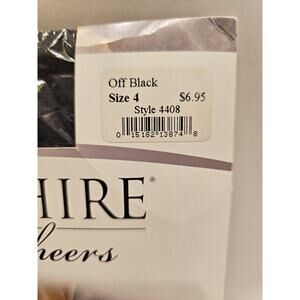 Off Black
Size 4 $6.95
Style 4408
0 15182 13874 8
HIRE®
heers